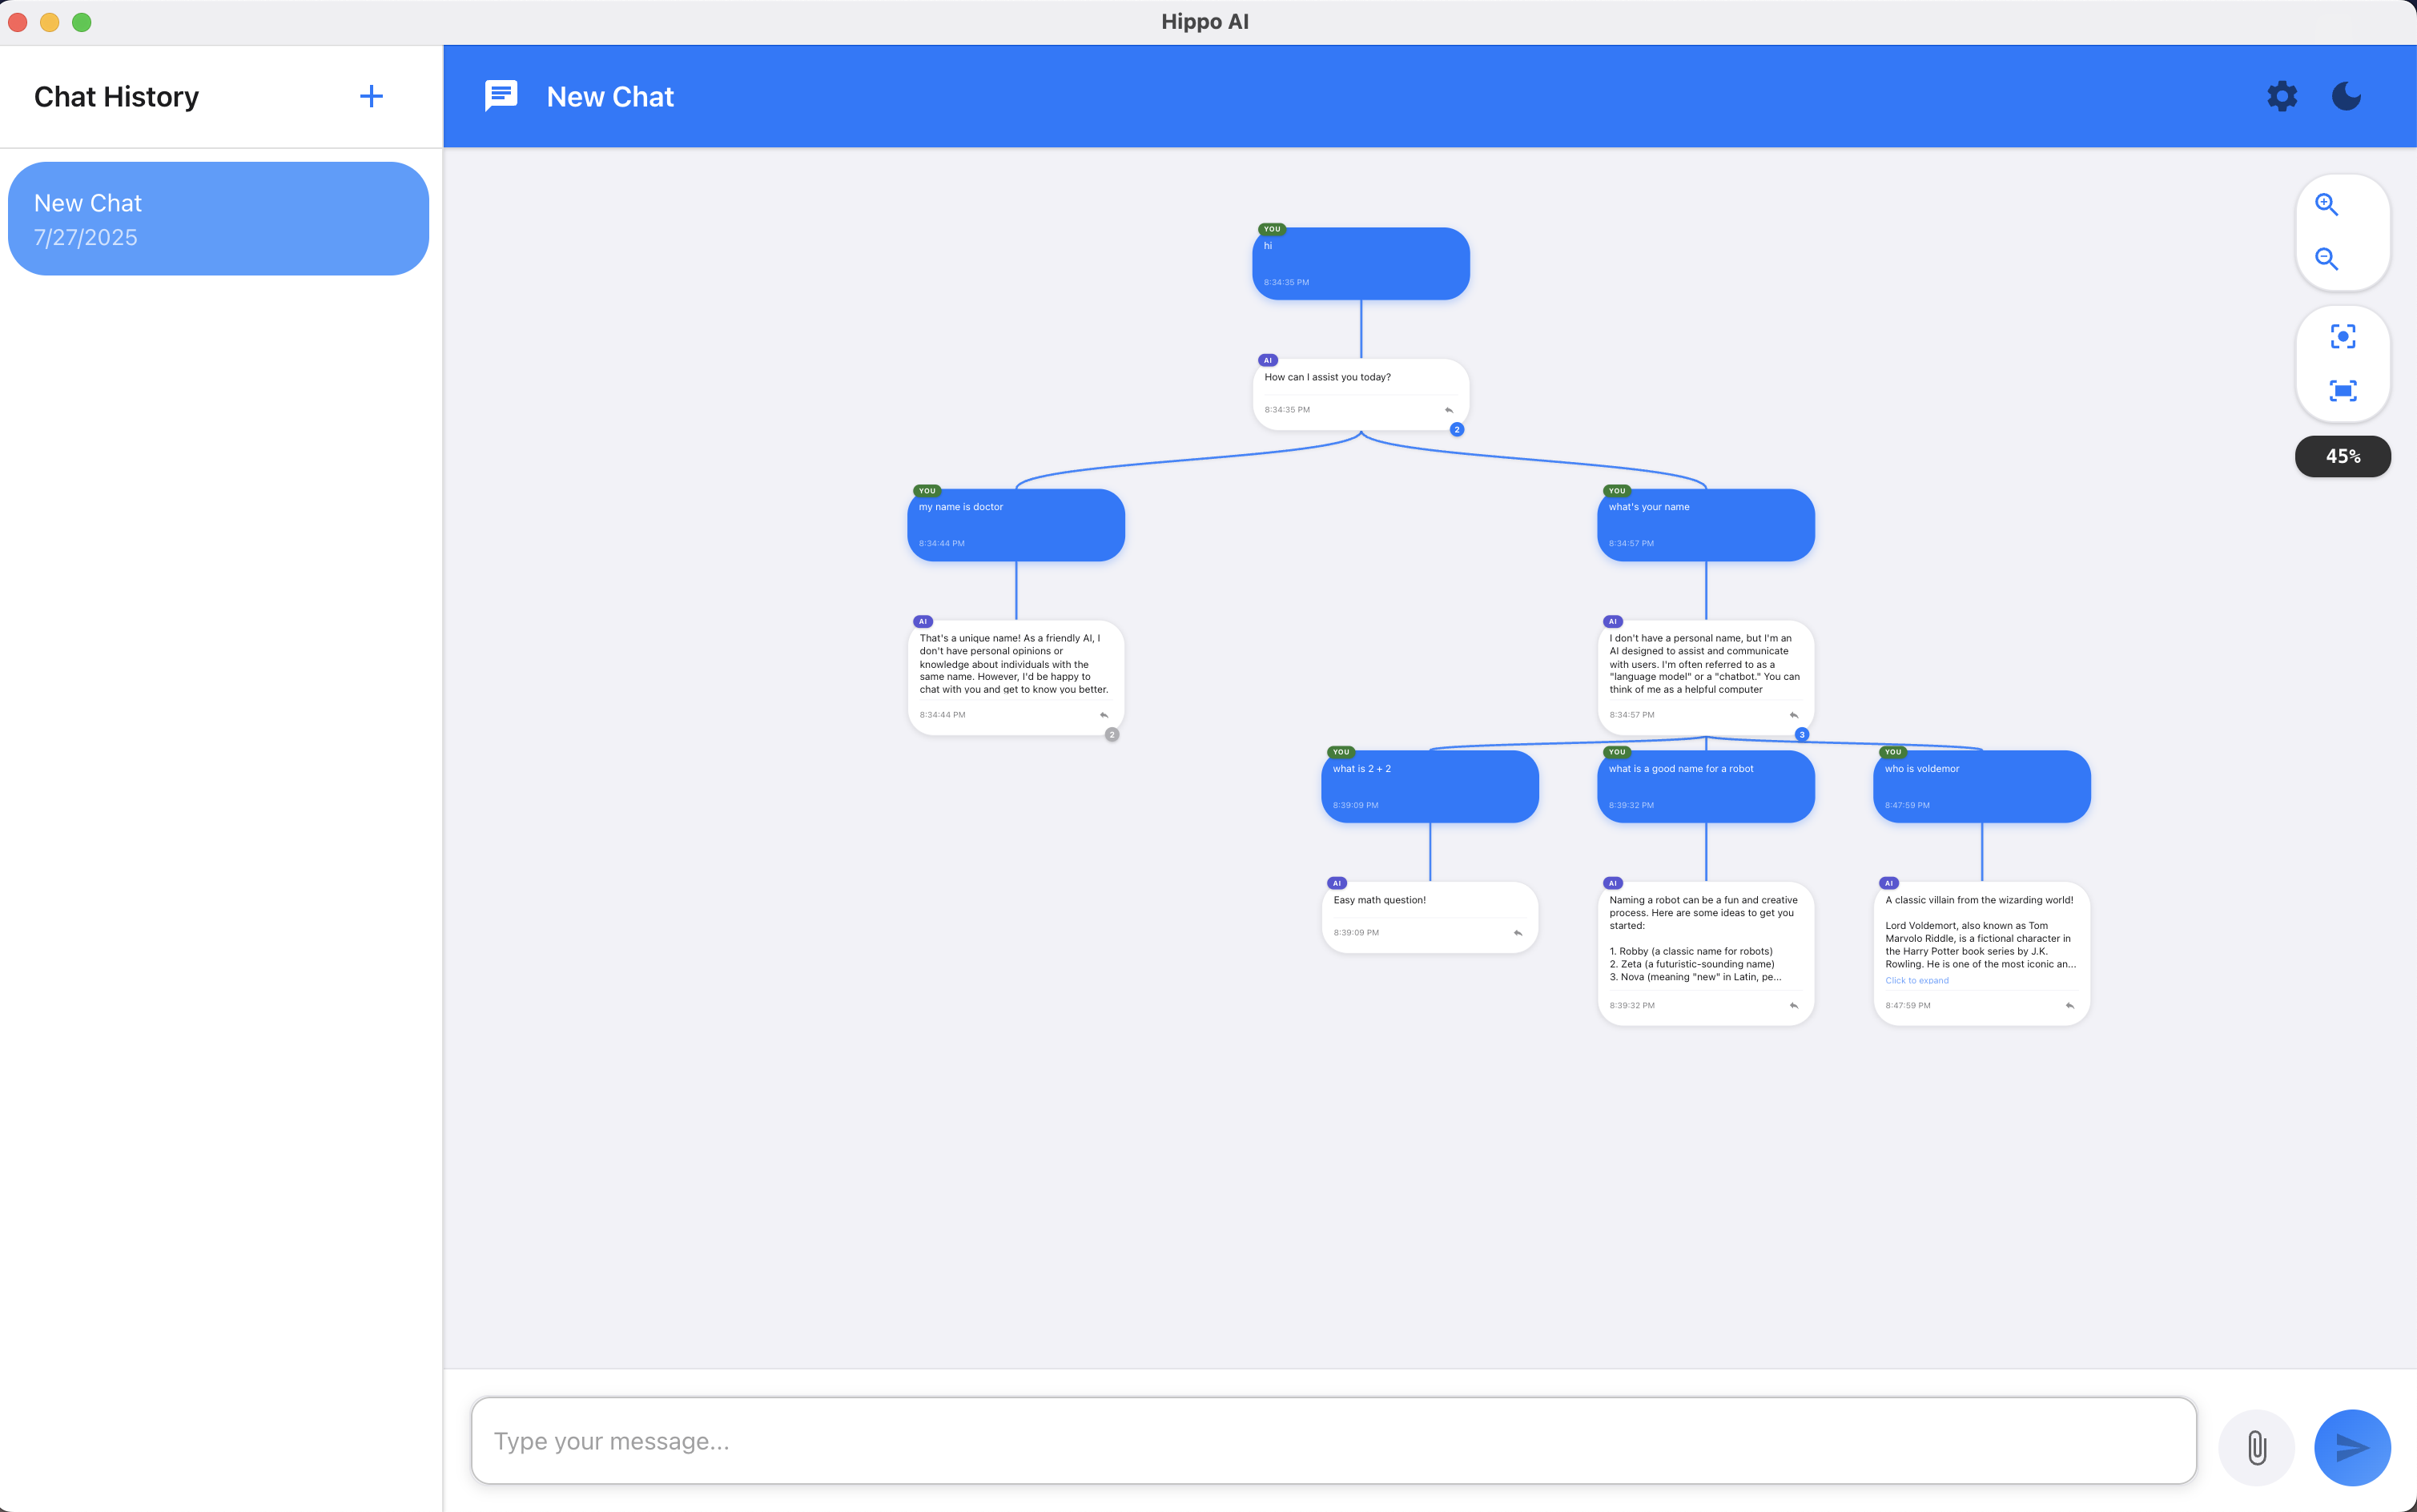 Hippo AI
Chat History
New Chat
7/27/2025
New Chat
45%
YOU
hi
8:34:35 PM
AI
How can I assist you today?
8:34:35 PM
2
YOU
my name is doctor
8:34:44 PM
YOU
what's your name
8:34:57 PM
AI
That's a unique name! As a friendly AI, I
don't have personal opinions or
knowledge about individuals with the
same name. However, I'd be happy to
chat with you and get to know you better.
8:34:44 PM
2
AI
I don't have a personal name, but I'm an
AI designed to assist and communicate
with users. I'm often referred to as a
"language model" or a "chatbot." You can
think of me as a helpful computer
8:34:57 PM
3
YOU
what is 2 + 2
8:39:09 PM
YOU
what is a good name for a robot
8:39:32 PM
YOU
who is voldemor
8:47:59 PM
AI
Easy math question!
8:39:09 PM
AI
Naming a robot can be a fun and creative
process. Here are some ideas to get you
started:
1. Robby (a classic name for robots)
2. Zeta (a futuristic-sounding name)
3. Nova (meaning "new" in Latin, pe...
8:39:32 PM
AI
A classic villain from the wizarding world!
Lord Voldemort, also known as Tom
Marvolo Riddle, is a fictional character in
the Harry Potter book series by J.K.
Rowling. He is one of the most iconic an...
Click to expand
8:47:59 PM
Type your message...